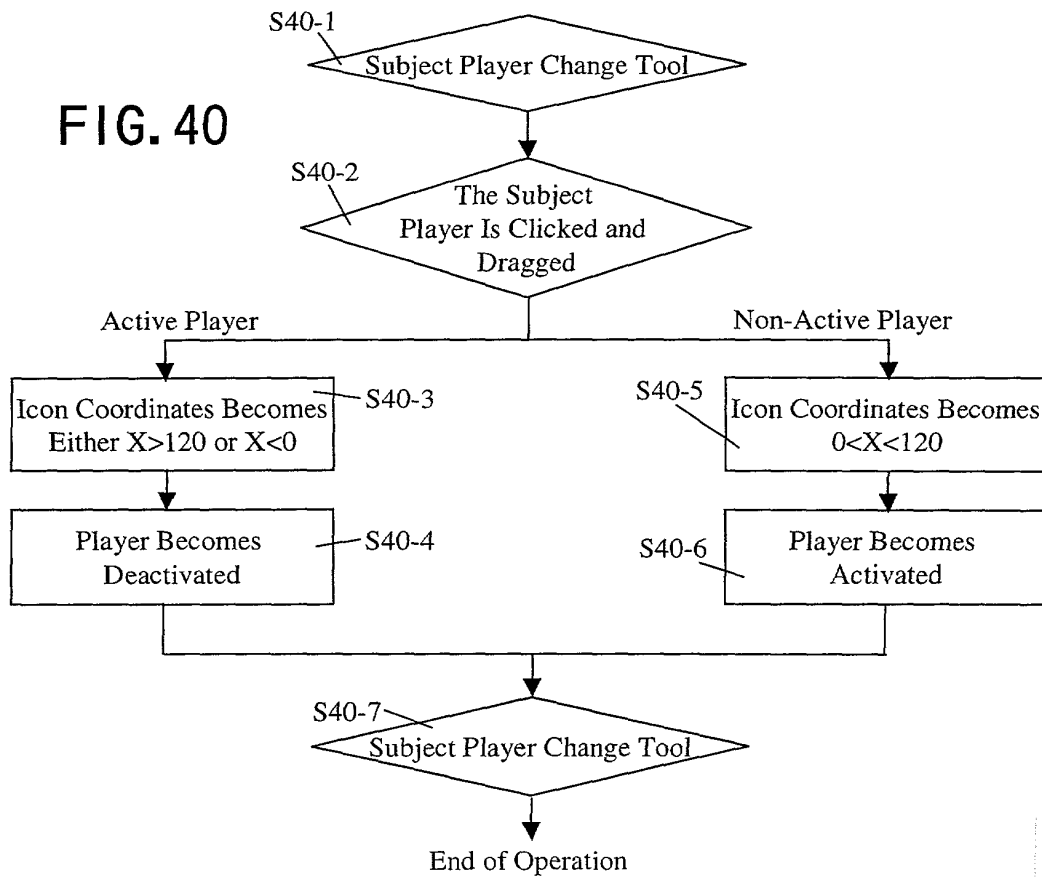 S40-1
Subject Player Change Tool
FIG. 40
S40-2
The Subject
Player Is Clicked and
Dragged
Active Player
Non-Active Player
Icon Coordinates Becomes
Either X>120 or X<0
S40-3
S40-5
Icon Coordinates Becomes
0<X<120
Player Becomes
Deactivated
S40-4
S40-6
Player Becomes
Activated
S40-7
Subject Player Change Tool
End of Operation